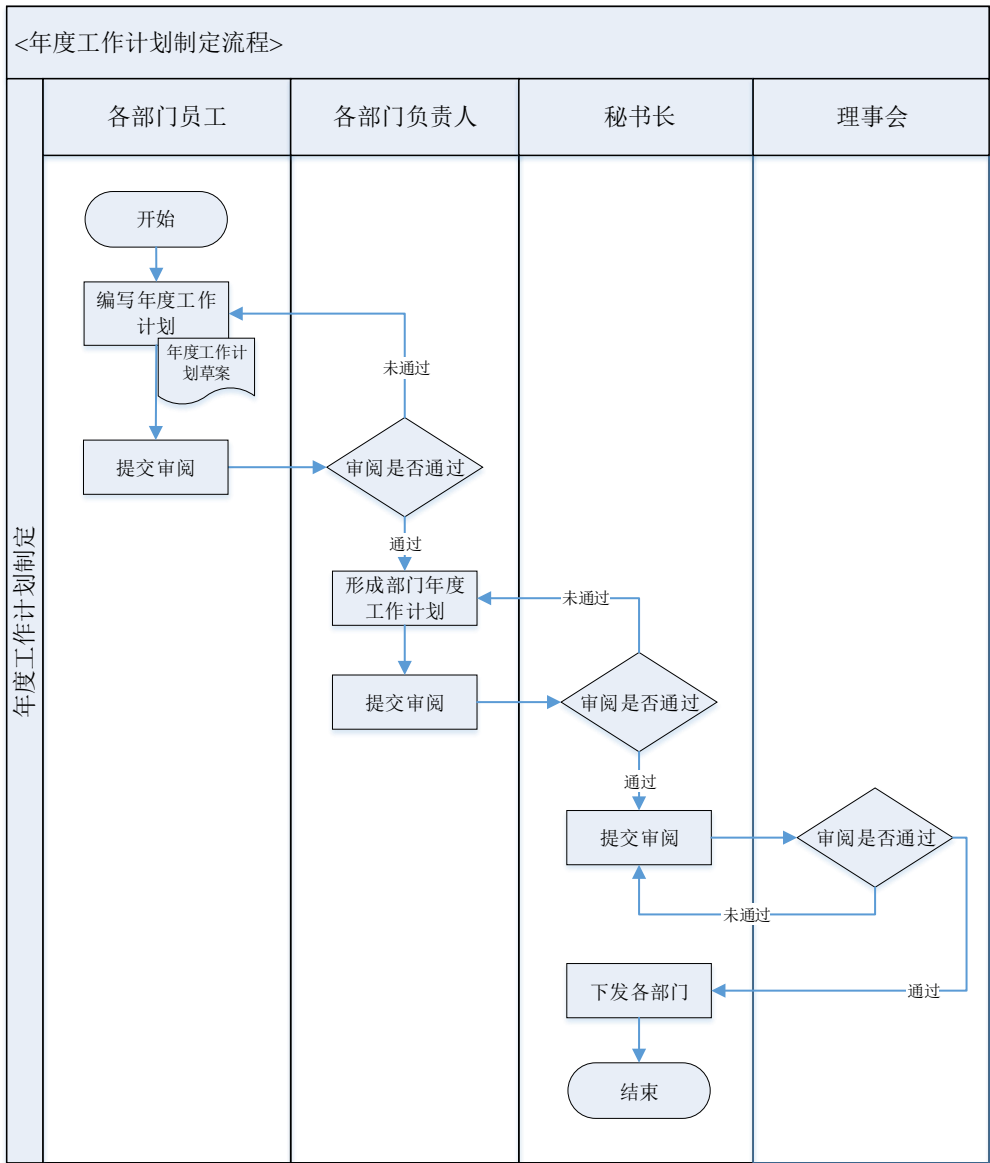 <年度工作计划制定流程>
各部门员工
各部门负责人
秘书长
理事会
年度工作计划制定
开始
编写年度工作
计划
年度工作计
划草案
未通过
提交审阅
审阅是否通过
通过
形成部门年度
工作计划
未通过
提交审阅
审阅是否通过
通过
提交审阅
审阅是否通过
未通过
下发各部门
通过
结束